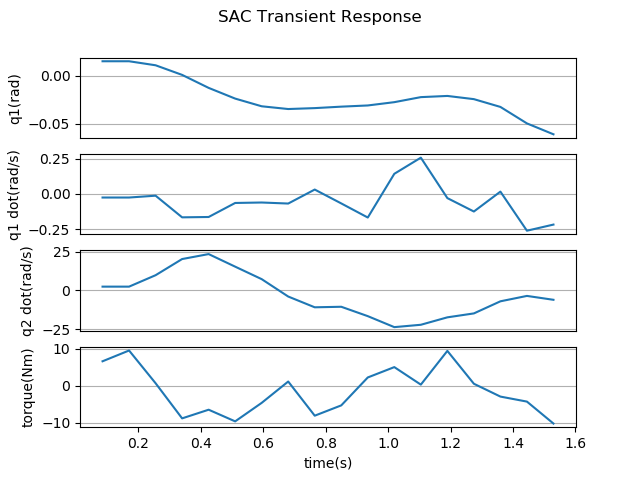 SAC Transient Response
0.00
−0.05
q1(rad)
0.25
0.00
−0.25
q1 dot(rad/s)
25
0
−25
q2 dot(rad/s)
10
0
−10
torque(Nm)
0.2 0.4 0.6 0.8 1.0 1.2 1.4 1.6
time(s)